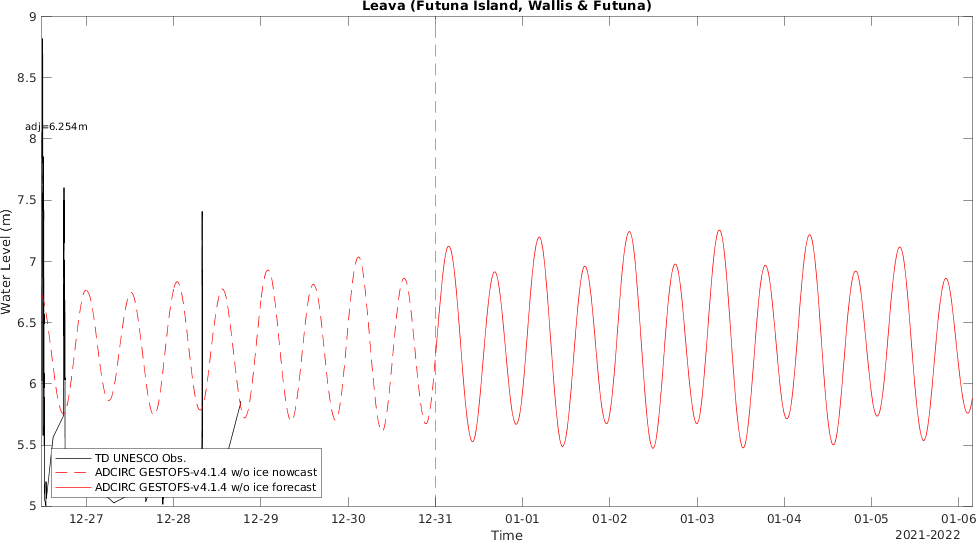 Leava (Futuna Island, Wallis & Futuna)
9
8.5
adj=6.254m
8
7.5
7
6.5
6
5.5
5
Water Level (m)
TD UNESCO Obs.
ADCIRC GESTOFS-v4.1.4 w/o ice nowcast
ADCIRC GESTOFS-v4.1.4 w/o ice forecast
12-27 12-28 12-29 12-30 12-31 01-01 01-02 01-03 01-04 01-05 01-06
Time
2021-2022